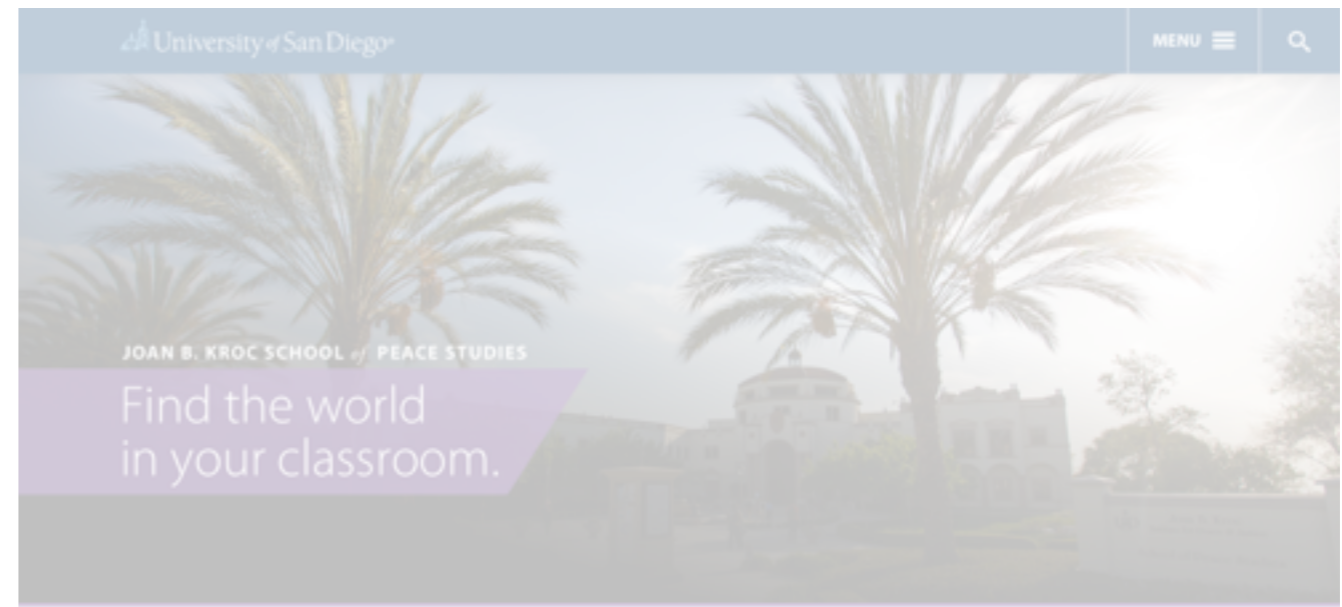 University of San Diego®
MENU
JOAN B. KROC SCHOOL of PEACE STUDIES
Find the world
in your classroom.